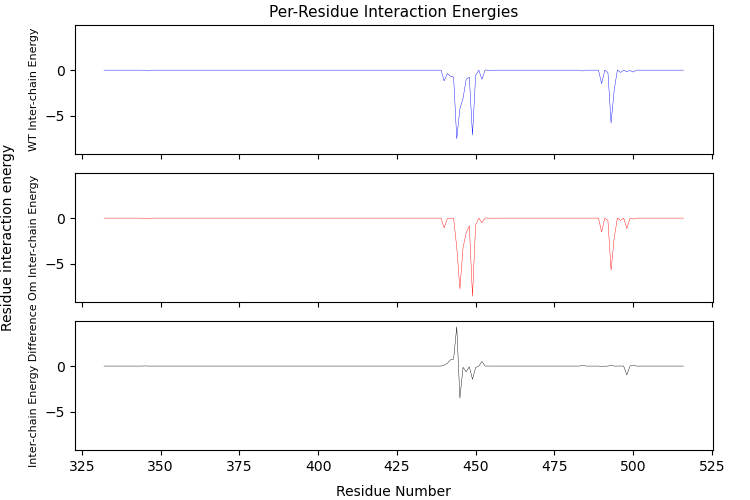 Per-Residue Interaction Energies
Residue interaction energy
WT Inter-chain Energy
0
−5
Om Inter-chain Energy
0
−5
Inter-chain Energy Difference
0
−5
325 350 375 400 425 450 475 500 525
Residue Number